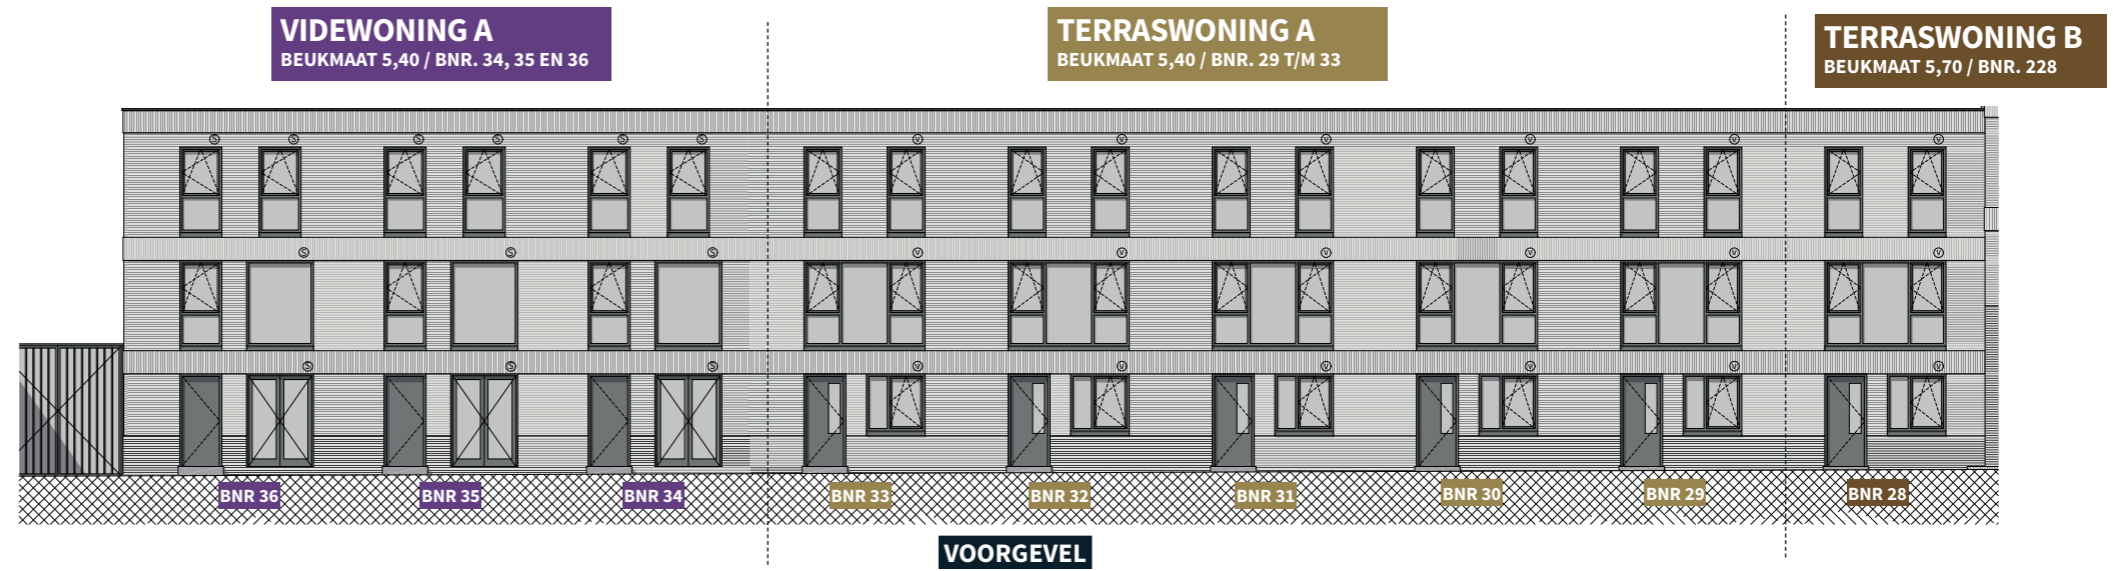 VIDEWONING A
BEUKMAAT 5,40 / BNR. 34, 35 EN 36
TERRASWONING A
BEUKMAAT 5,40 / BNR. 29 T/M 33
TERRASWONING B
BEUKMAAT 5,70 / BNR. 228
S S S S S S V V V V V V
S S S V V V V V V
S S S V V V V V V
BNR 36 BNR 35 BNR 34 BNR 33 BNR 32 BNR 31 BNR 30 BNR 29 BNR 28
VOORGEVEL